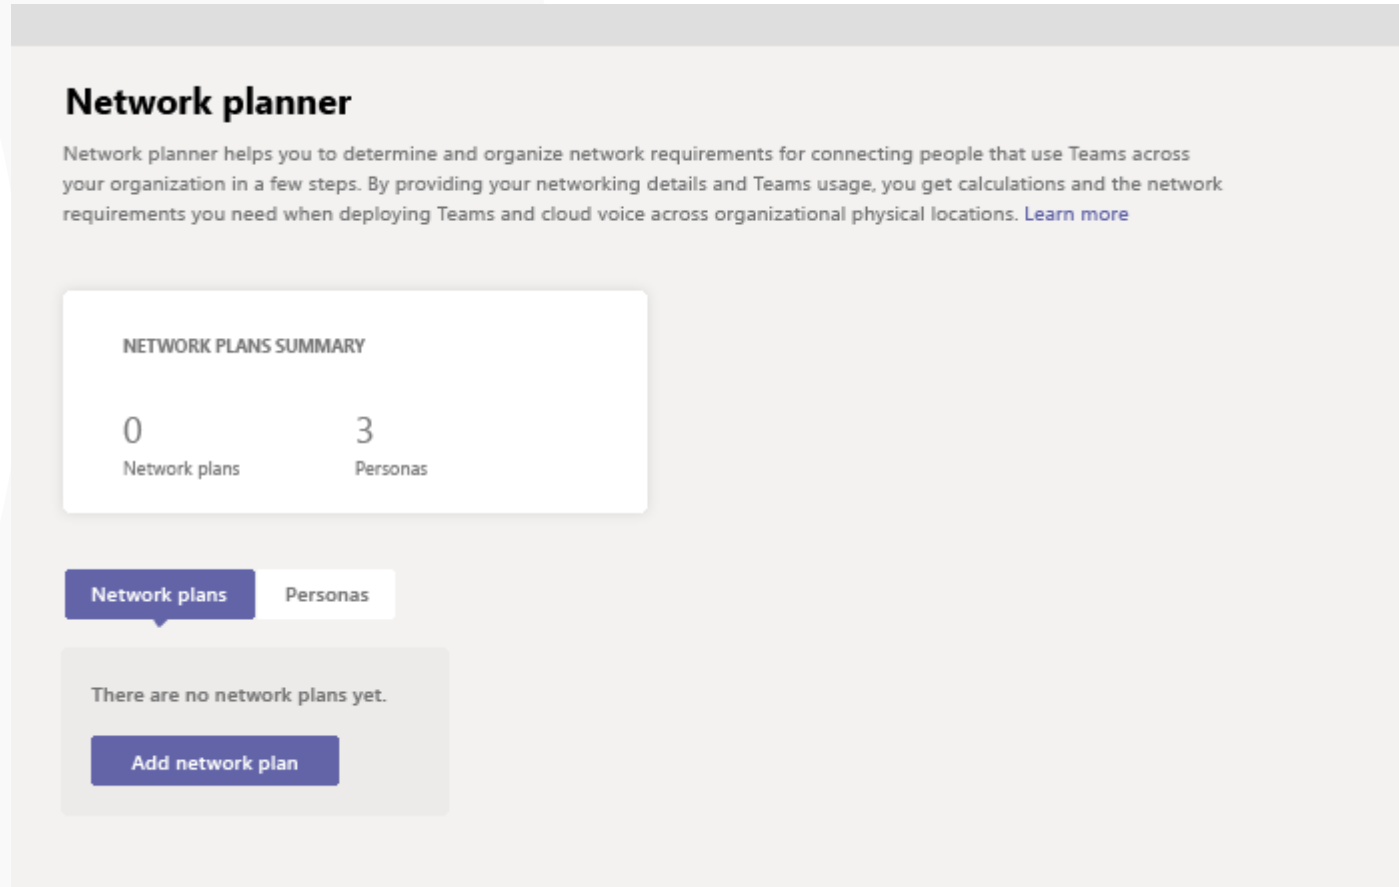 Network planner
Network planner helps you to determine and organize network requirements for connecting people that use Teams across
your organization in a few steps. By providing your networking details and Teams usage, you get calculations and the network
requirements you need when deploying Teams and cloud voice across organizational physical locations. Learn more
NETWORK PLANS SUMMARY
0 3
Network plans Personas
Network plans Personas
There are no network plans yet.
Add network plan